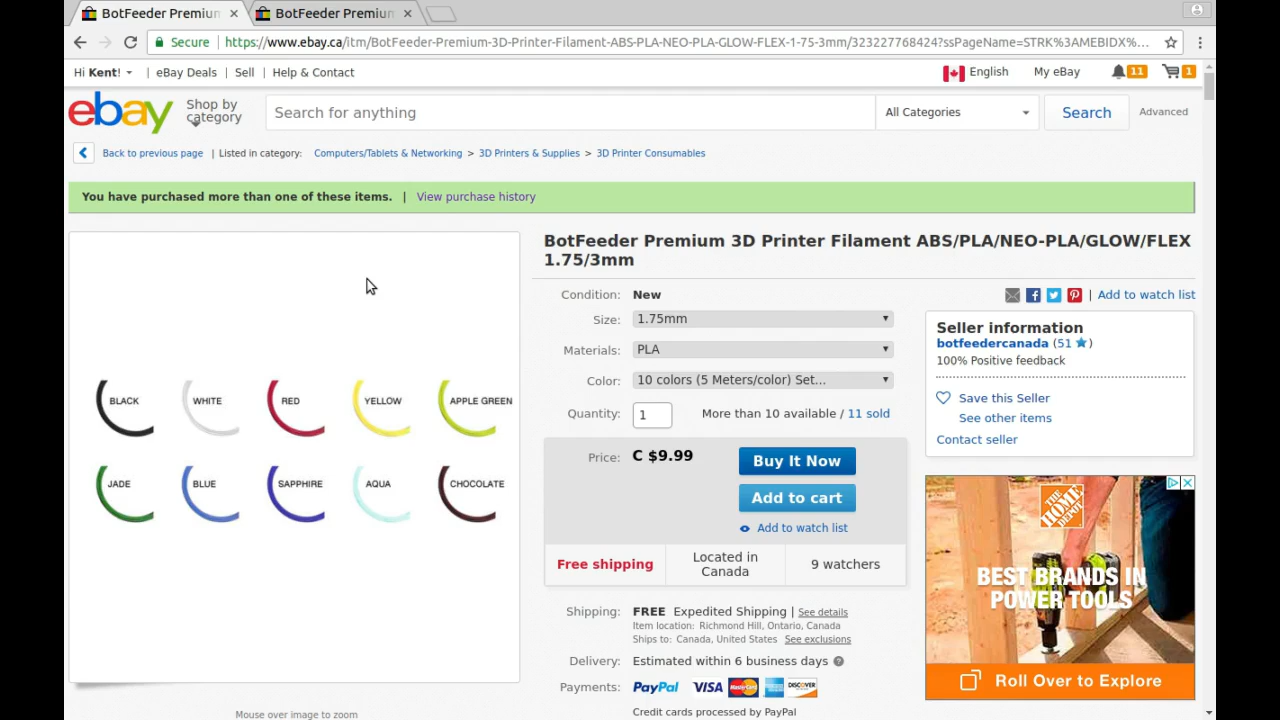 BotFeeder Premium
BotFeeder Premium
Secure
https://www.ebay.ca/itm/BotFeeder-Premium-3D-Printer-Filament-ABS-PLA-NEO-PLA-GLOW-FLEX-1-75-3mm/323227768424?ssPageName=STRK%3AMEBIDX%...
Hi Kent! | eBay Deals | Sell | Help & Contact
English My eBay 11 1
ebay
Shop by category
Search for anything
All Categories
Search
Advanced
Back to previous page | Listed in category: Computers/Tablets & Networking > 3D Printers & Supplies > 3D Printer Consumables
You have purchased more than one of these items. | View purchase history
BLACK WHITE RED YELLOW APPLE GREEN
JADE BLUE SAPPHIRE AQUA CHOCOLATE
Mouse over image to zoom
BotFeeder Premium 3D Printer Filament ABS/PLA/NEO-PLA/GLOW/FLEX
1.75/3mm
Condition: New
Size: 1.75mm
Materials: PLA
Color: 10 colors (5 Meters/color) Set...
Quantity: 1 More than 10 available / 11 sold
Price: C $9.99
Buy It Now
Add to cart
Add to watch list
Free shipping
Located in
Canada
9 watchers
Shipping: FREE Expedited Shipping | See details
Item location: Richmond Hill, Ontario, Canada
Ships to: Canada, United States See exclusions
Delivery: Estimated within 6 business days
Payments: PayPal VISA MasterCard DISCOVER
Credit cards processed by PayPal
| Add to watch list
Seller information
botfeedercanada (51 )
100% Positive feedback
Save this Seller
See other items
Contact seller
THE HOME DEPOT
BEST BRANDS IN
POWER TOOLS
Roll Over to Explore